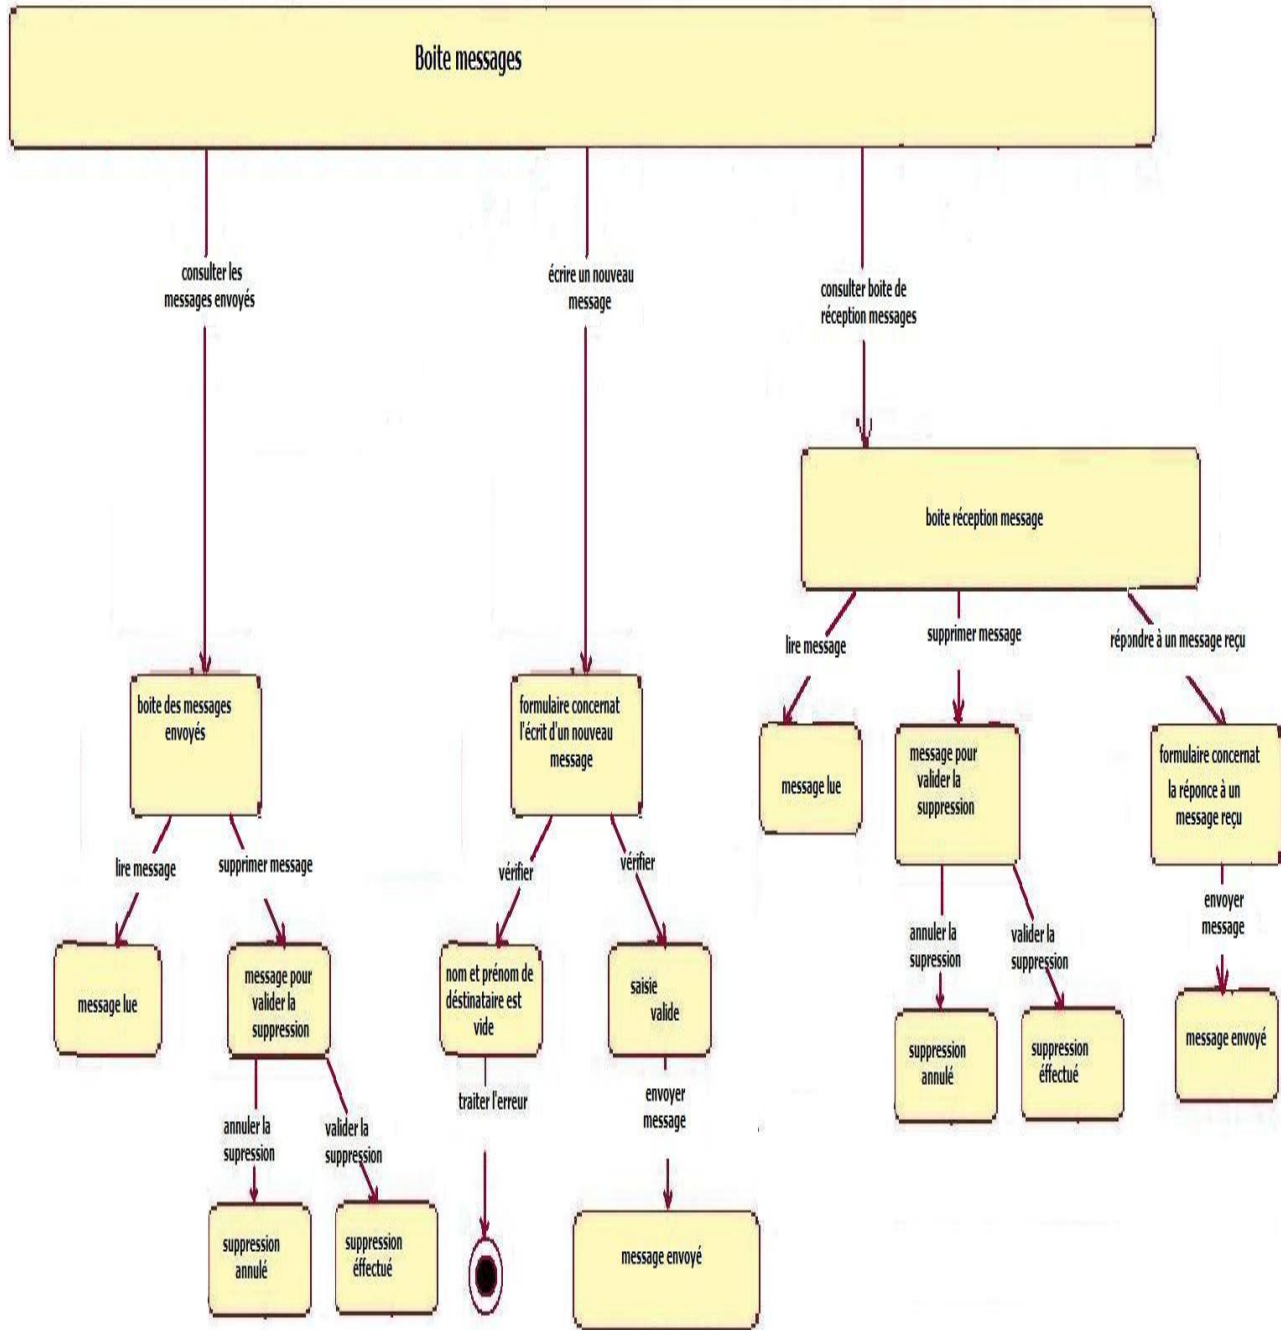 Boite messages
consulter les
messages envoyés
écrire un nouveau
message
consulter boite de
réception messages
boite réception message
lire message
supprimer message
répondre à un message reçu
boite des messages
envoyés
formulaire concernat
l'écrit d'un nouveau
message
message lue
message pour
valider la
suppression
formulaire concernat
la réponce à un
message reçu
lire message
supprimer message
vérifier
vérifier
annuler la
supression
valider la
suppression
envoyer
message
message lue
message pour
valider la
suppression
nom et prénom de
déstinataire est
vide
saisie
valide
suppression
annulé
suppression
éffectué
message envoyé
annuler la
supression
valider la
suppression
traiter l'erreur
envoyer
message
suppression
annulé
suppression
éffectué
message envoyé